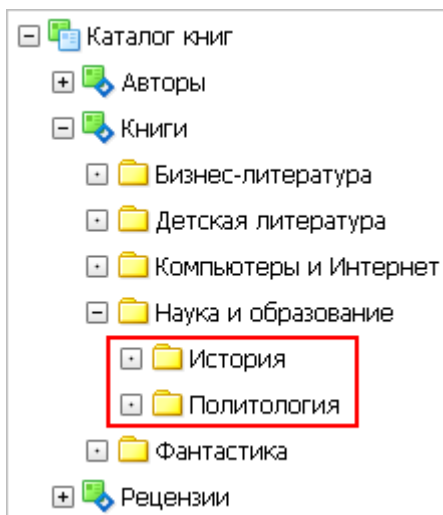 Каталог книг
Авторы
Книги
Бизнес-литература
Детская литература
Компьютеры и Интернет
Наука и образование
История
Политология
Фантастика
Рецензии